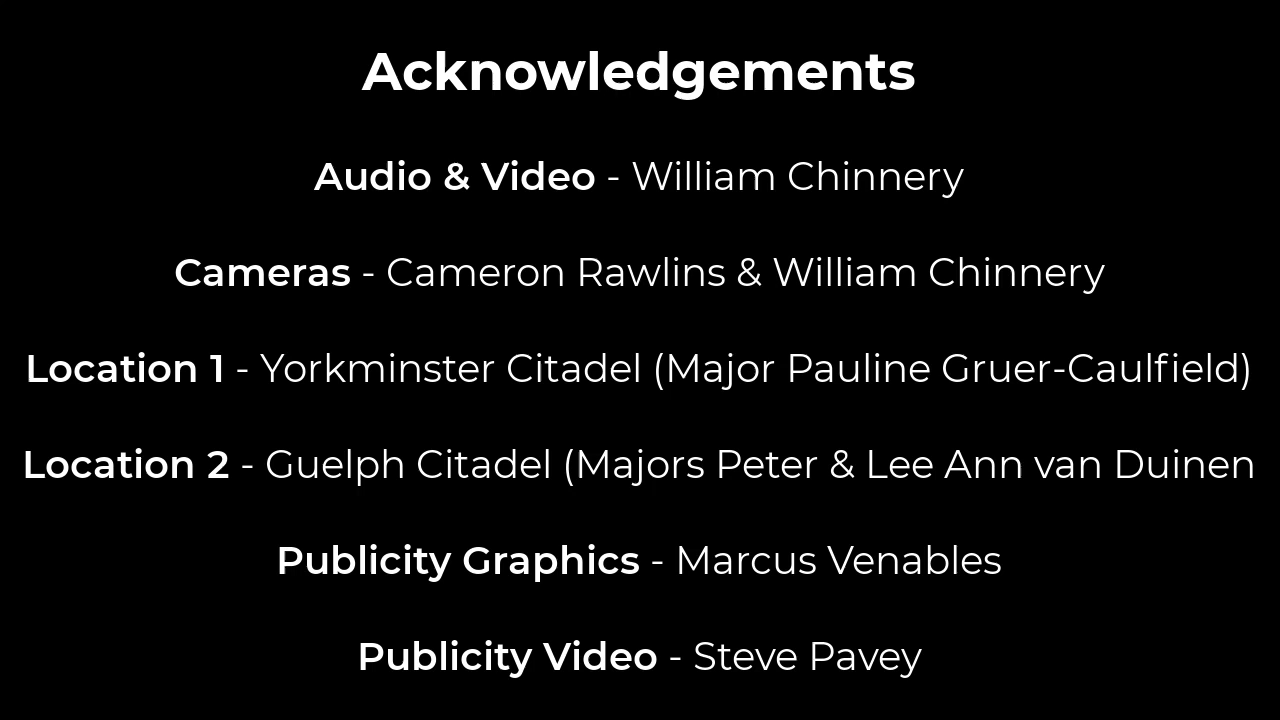 Acknowledgements
Audio & Video - William Chinnery
Cameras - Cameron Rawlins & William Chinnery
Location 1 - Yorkminster Citadel (Major Pauline Gruer-Caulfield)
Location 2 - Guelph Citadel (Majors Peter & Lee Ann van Duinen
Publicity Graphics - Marcus Venables
Publicity Video - Steve Pavey